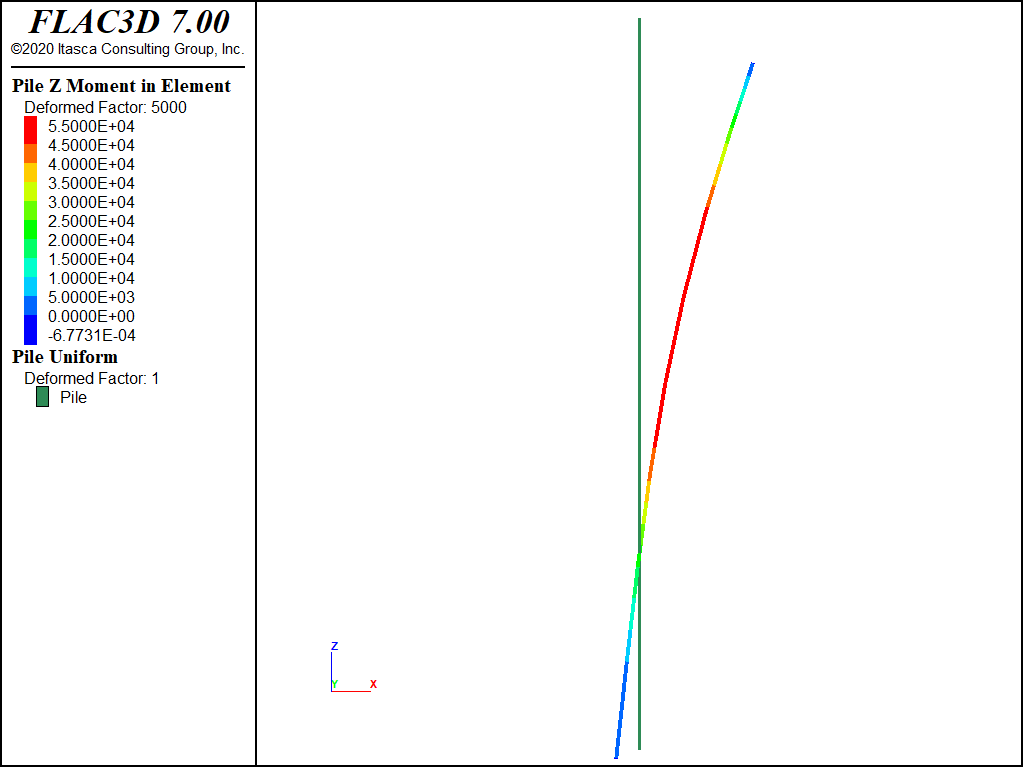 FLAC3D 7.00
©2020 Itasca Consulting Group, Inc.
Pile Z Moment in Element
Deformed Factor: 5000
5.5000E+04
4.5000E+04
4.0000E+04
3.5000E+04
3.0000E+04
2.5000E+04
2.0000E+04
1.5000E+04
1.0000E+04
5.0000E+03
0.0000E+00
-6.7731E-04
Pile Uniform
Deformed Factor: 1
Pile
Z
Y X